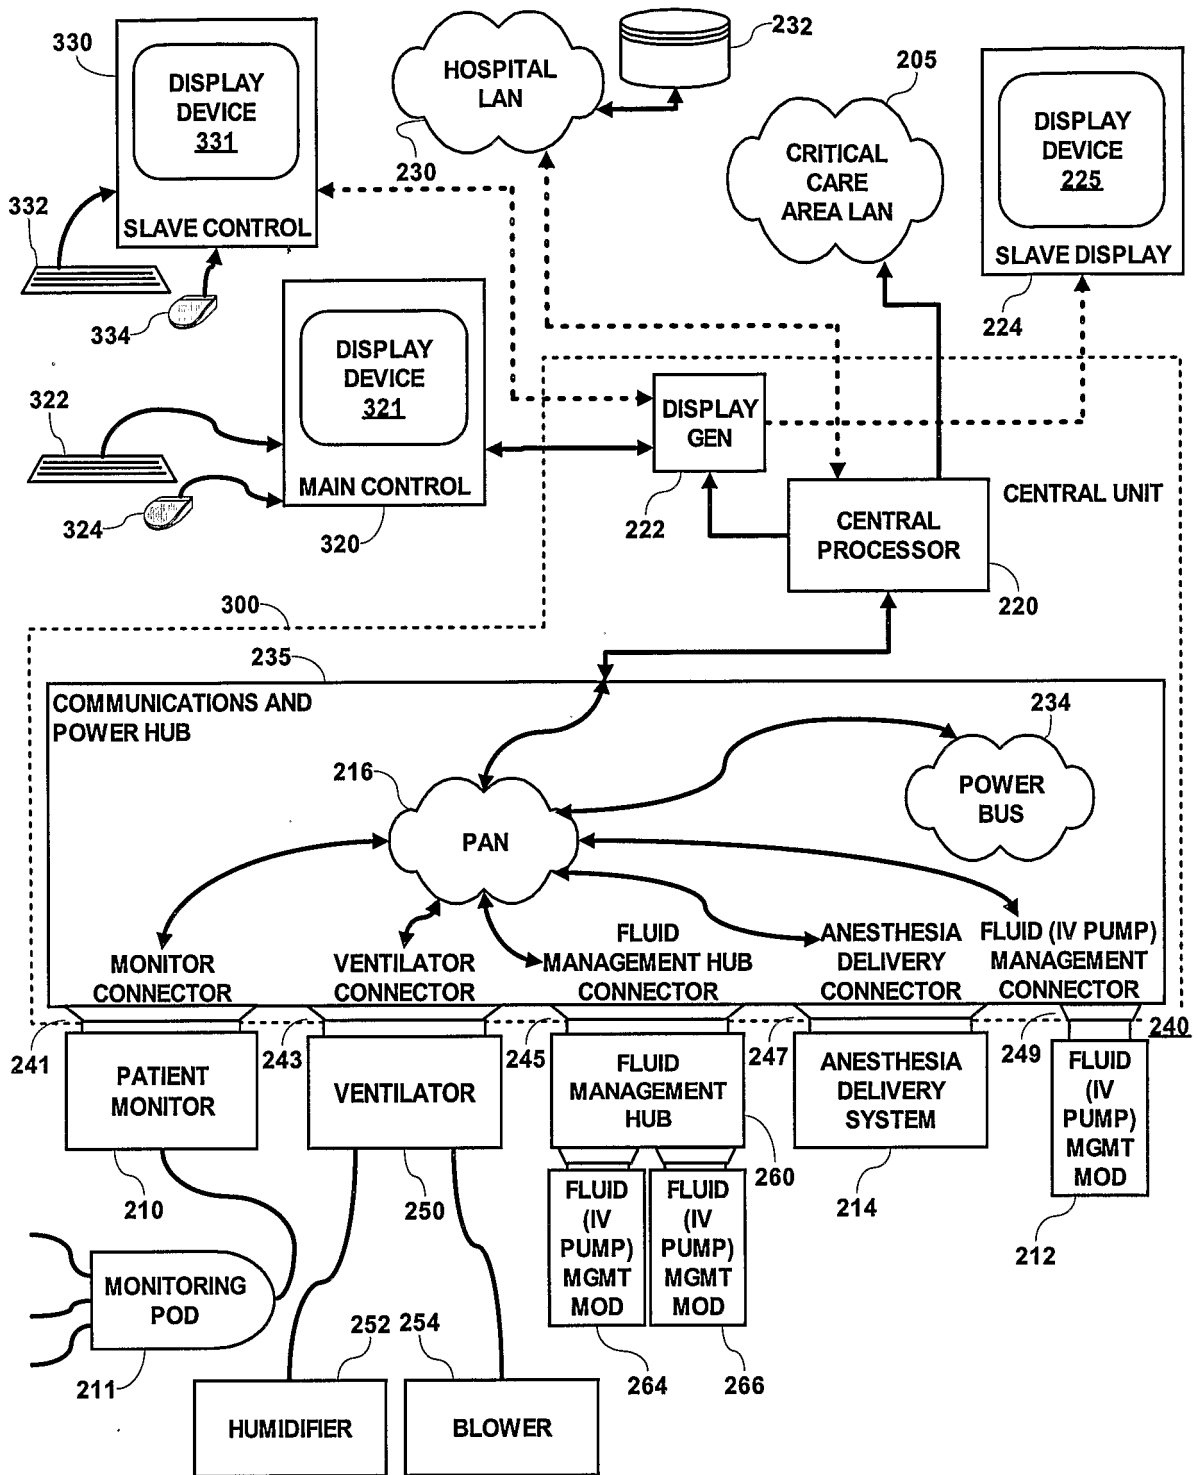 330
DISPLAY
DEVICE
331
SLAVE CONTROL
332
334
HOSPITAL
LAN
230
232
205
CRITICAL
CARE
AREA LAN
DISPLAY
DEVICE
225
SLAVE DISPLAY
224
322
324
DISPLAY
DEVICE
321
MAIN CONTROL
320
DISPLAY
GEN
222
CENTRAL UNIT
CENTRAL
PROCESSOR
220
300
235
COMMUNICATIONS AND
POWER HUB
234
POWER
BUS
216
PAN
MONITOR
CONNECTOR
VENTILATOR
CONNECTOR
FLUID
MANAGEMENT HUB
CONNECTOR
ANESTHESIA
DELIVERY
CONNECTOR
FLUID (IV PUMP)
MANAGEMENT
CONNECTOR
241
243
245
247
249
240
PATIENT
MONITOR
210
VENTILATOR
250
FLUID
MANAGEMENT
HUB
260
ANESTHESIA
DELIVERY
SYSTEM
214
FLUID
(IV
PUMP)
MGMT
MOD
212
FLUID
(IV
PUMP)
MGMT
MOD
264
FLUID
(IV
PUMP)
MGMT
MOD
266
MONITORING
POD
211
252
254
HUMIDIFIER
BLOWER